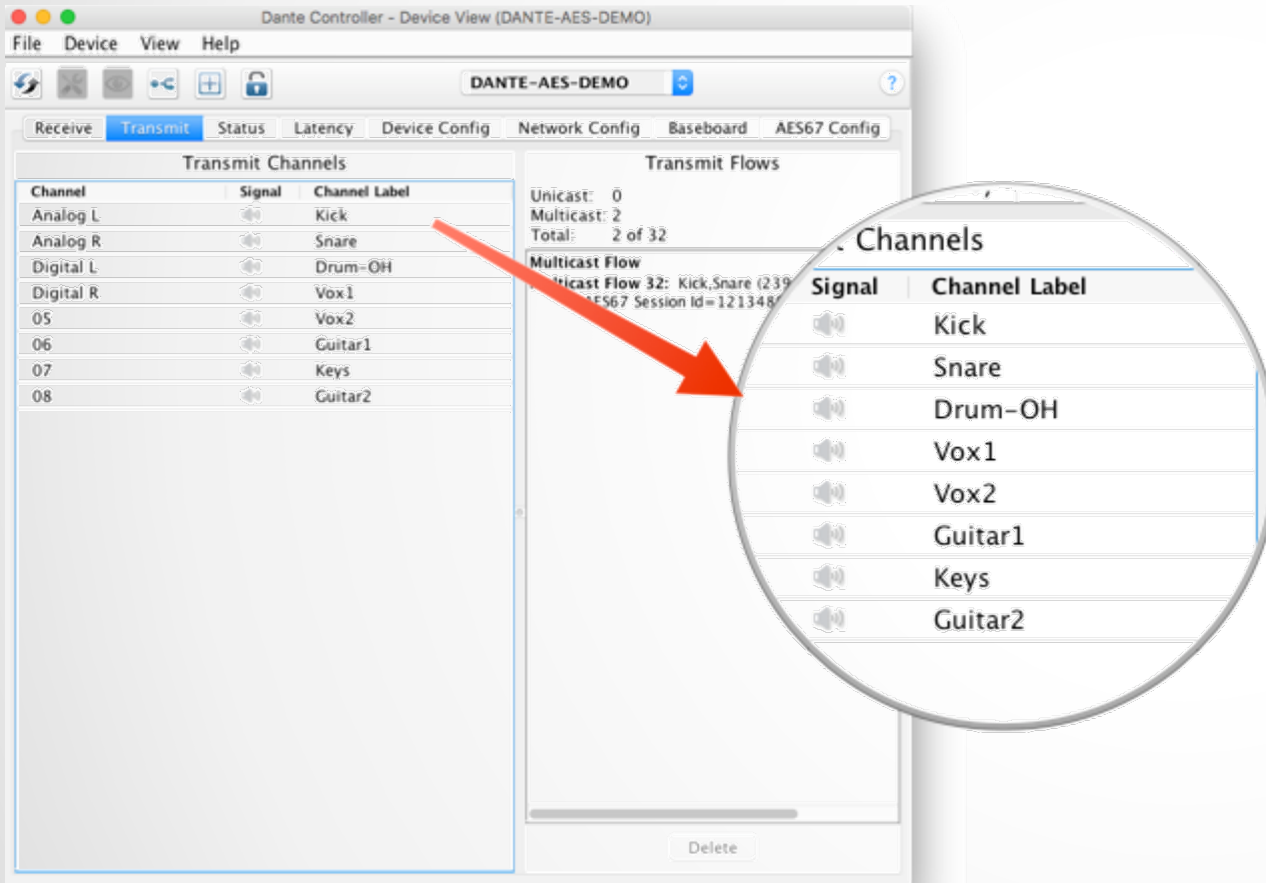 Dante Controller - Device View (DANTE-AES-DEMO)
File Device View Help
DANTE-AES-DEMO
?
Receive Transmit Status Latency Device Config Network Config Baseboard AES67 Config
Transmit Channels
Channel Signal Channel Label
Analog L Kick
Analog R Snare
Digital L Drum-OH
Digital R Vox1
05 Vox2
06 Guitar1
07 Keys
08 Guitar2
Transmit Flows
Unicast: 0
Multicast: 2
Total: 2 of 32
Multicast Flow
Flow 32: Kick,Snare (239
AES67 Session Id=121348
Delete
Channels
Signal Channel Label
Kick
Snare
Drum-OH
Vox1
Vox2
Guitar1
Keys
Guitar2